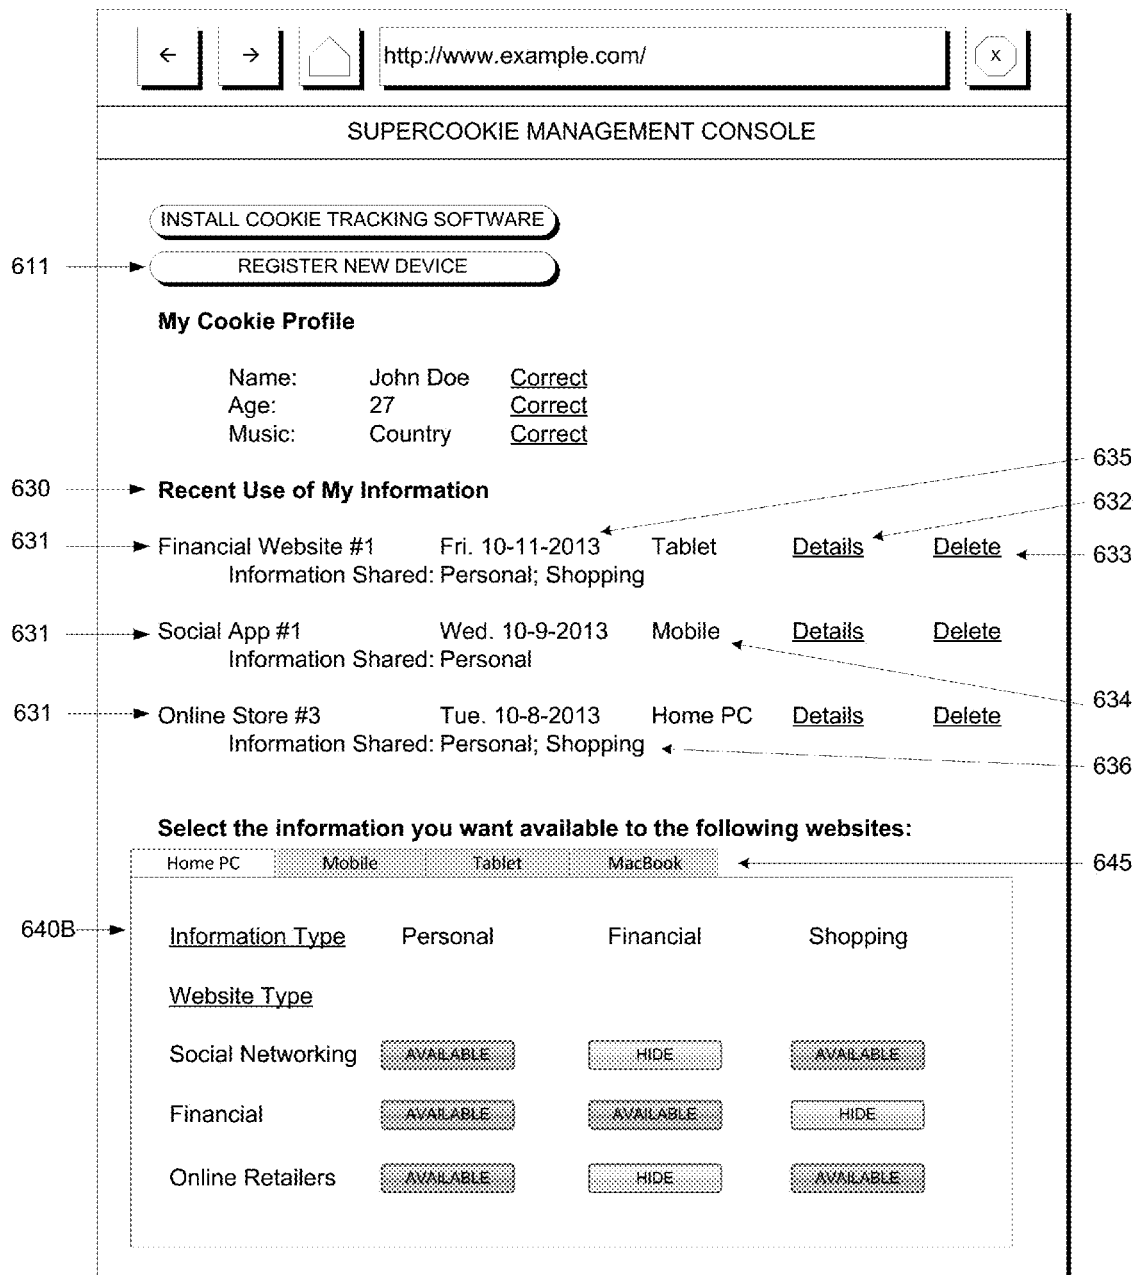 ← → http://www.example.com/ X
SUPERCOOKIE MANAGEMENT CONSOLE
INSTALL COOKIE TRACKING SOFTWARE
611 REGISTER NEW DEVICE
My Cookie Profile
Name: John Doe Correct
Age: 27 Correct
Music: Country Correct
635
630 Recent Use of My Information
632
631 Financial Website #1 Fri. 10-11-2013 Tablet Details Delete 633
Information Shared: Personal; Shopping
631 Social App #1 Wed. 10-9-2013 Mobile Details Delete
Information Shared: Personal
634
631 Online Store #3 Tue. 10-8-2013 Home PC Details Delete
Information Shared: Personal; Shopping
636
Select the information you want available to the following websites:
Home PC Mobile Tablet MacBook 645
640B Information Type Personal Financial Shopping
Website Type
Social Networking AVAILABLE HIDE AVAILABLE
Financial AVAILABLE AVAILABLE HIDE
Online Retailers AVAILABLE HIDE AVAILABLE